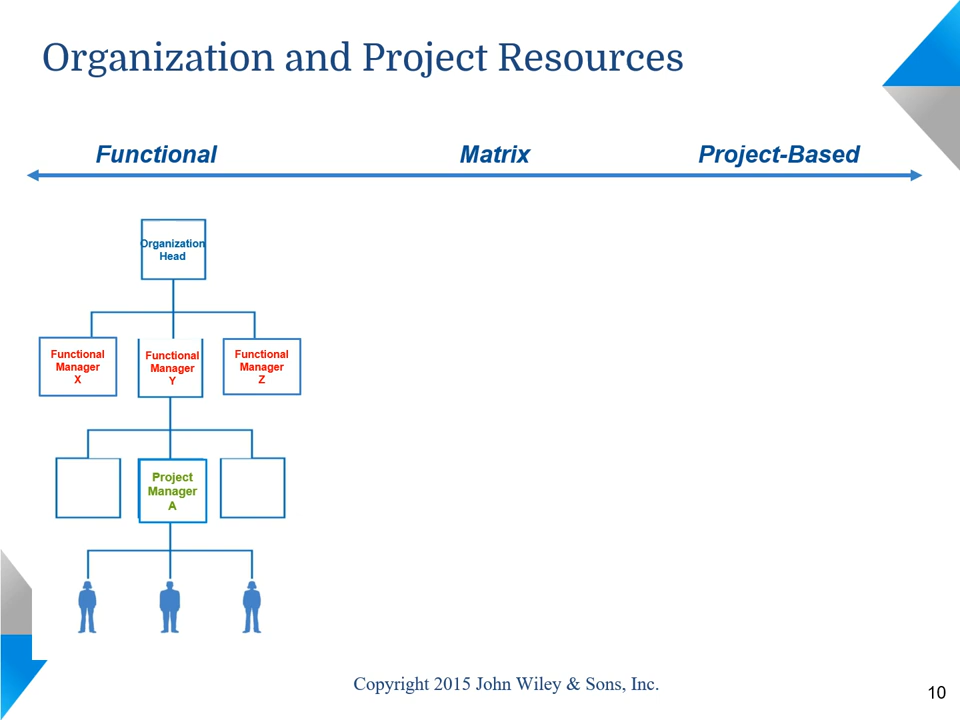 Organization and Project Resources
Functional Matrix Project-Based
Organization
Head
Functional
Manager
X
Functional
Manager
Y
Functional
Manager
Z
Project
Manager
A
Copyright 2015 John Wiley & Sons, Inc.
10